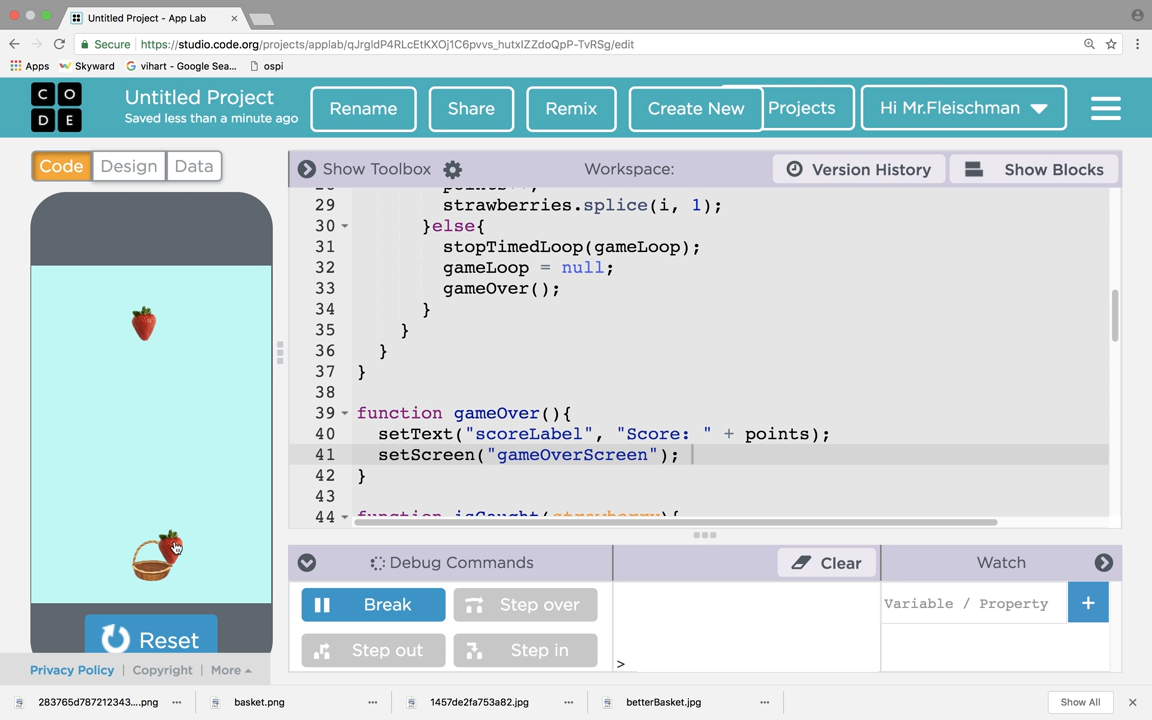 Untitled Project - App Lab
Secure https://studio.code.org/projects/applab/qJrgldP4RLcEtKXOj1C6pvvs_hutxIZZdoQpP-TvRSg/edit
Apps Skyward vihart - Google Sea... ospi
C O D E
Untitled Project
Saved less than a minute ago
Rename Share Remix Create New Projects Hi Mr.Fleischman
Code Design Data
Show Toolbox Workspace: Version History Show Blocks
29 strawberries.splice(i, 1);
30 }else{
31 stopTimedLoop(gameLoop);
32 gameLoop = null;
33 gameOver();
34 }
35 }
36 }
37 }
38
39 function gameOver(){
40 setText("scoreLabel", "Score: " + points);
41 setScreen("gameOverScreen");
42 }
43
44 function isCaught(strawberry){
Debug Commands Clear Watch
Break Step over
Step out Step in
Variable / Property +
>
Reset
Privacy Policy | Copyright | More
283765d787212343....png basket.png 1457de2fa753a82.jpg betterBasket.jpg Show All